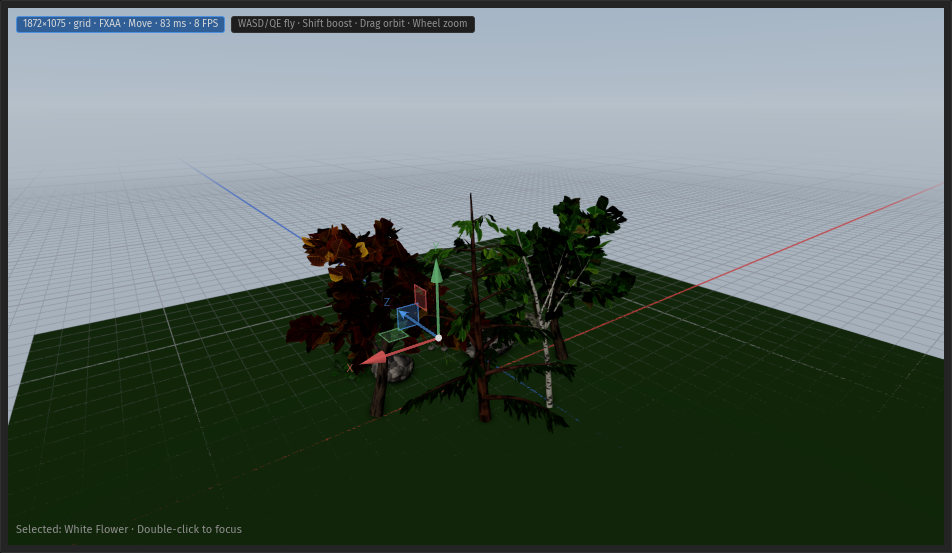 1872×1075 · grid · FXAA · Move · 83 ms · 8 FPS
WASD/QE fly · Shift boost · Drag orbit · Wheel zoom
Z
X
Selected: White Flower · Double-click to focus